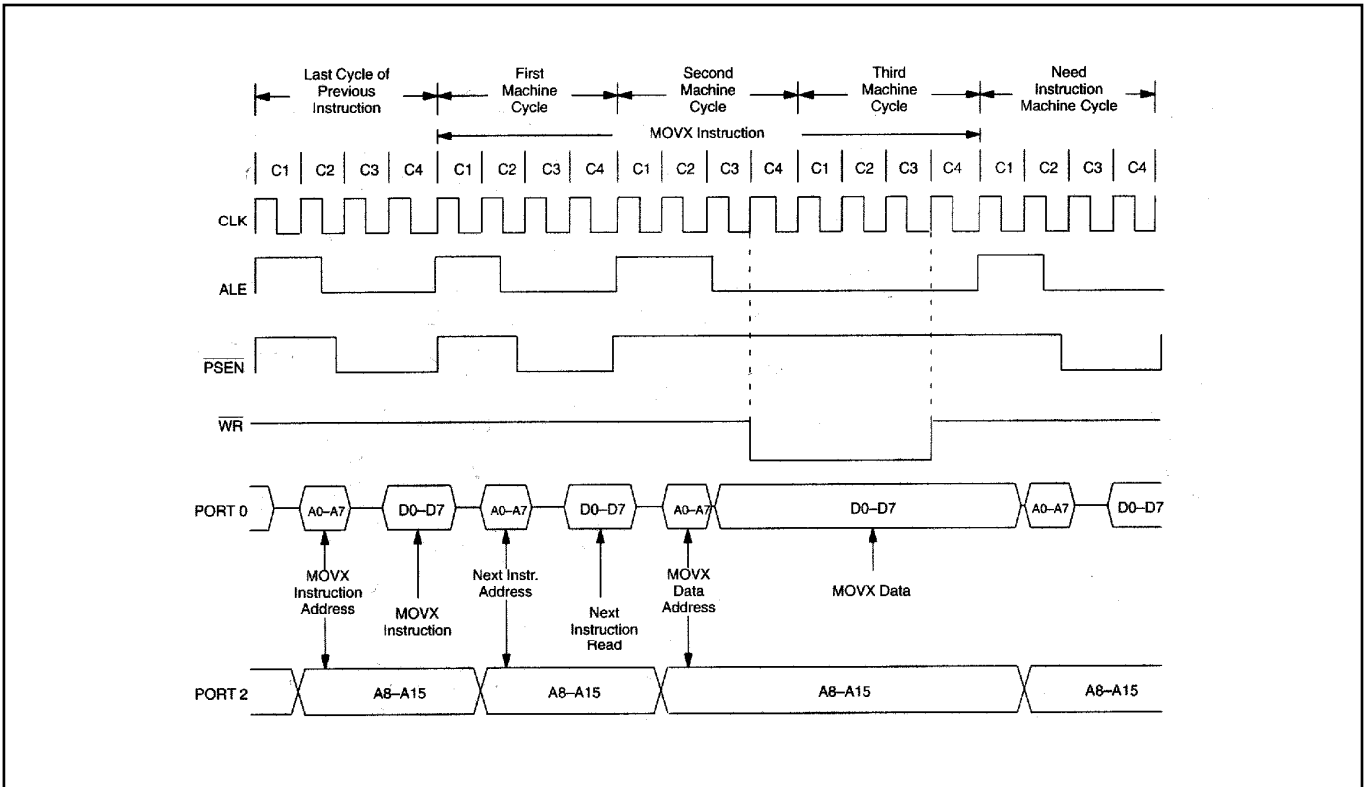 Last Cycle of
Previous
Instruction
First
Machine
Cycle
Second
Machine
Cycle
Third
Machine
Cycle
Need
Instruction
Machine Cycle
MOVX Instruction
C1 C2 C3 C4 C1 C2 C3 C4 C1 C2 C3 C4 C1 C2 C3 C4 C1 C2 C3 C4
CLK
ALE
PSEN
WR
PORT 0
A0–A7 D0–D7 A0–A7 D0–D7 A0–A7 D0–D7 A0–A7 D0–D7
MOVX
Instruction
Address
MOVX
Instruction
Next Instr.
Address
Next
Instruction
Read
MOVX
Data
Address
MOVX Data
PORT 2
A8–A15 A8–A15 A8–A15 A8–A15